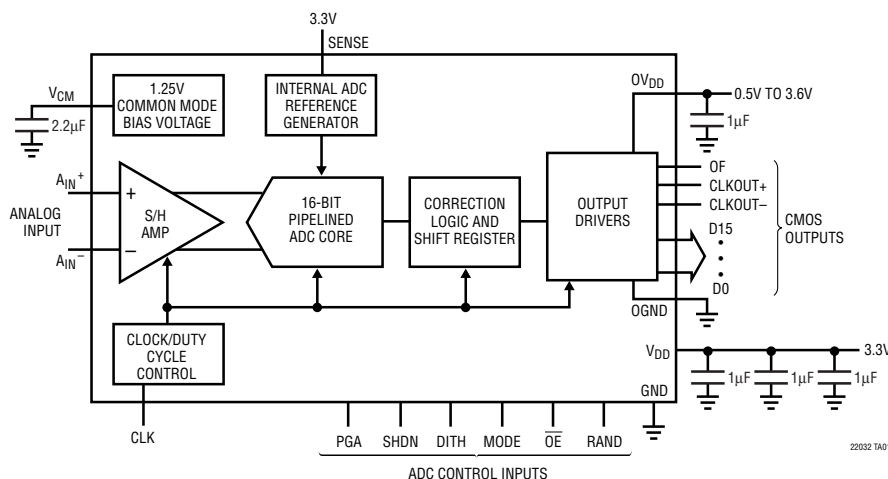 3.3V
SENSE
OVDD
0.5V TO 3.6V
VCM
1.25V
COMMON MODE
BIAS VOLTAGE
INTERNAL ADC
REFERENCE
GENERATOR
2.2µF
1µF
AIN+
ANALOG
INPUT
AIN−
+
−
S/H
AMP
16-BIT
PIPELINED
ADC CORE
CORRECTION
LOGIC AND
SHIFT REGISTER
OUTPUT
DRIVERS
OF
CLKOUT+
CLKOUT−
D15
D0
CMOS
OUTPUTS
OGND
CLOCK/DUTY
CYCLE
CONTROL
VDD
3.3V
1µF
1µF
1µF
GND
CLK
PGA
SHDN
DITH
MODE
OE
RAND
ADC CONTROL INPUTS